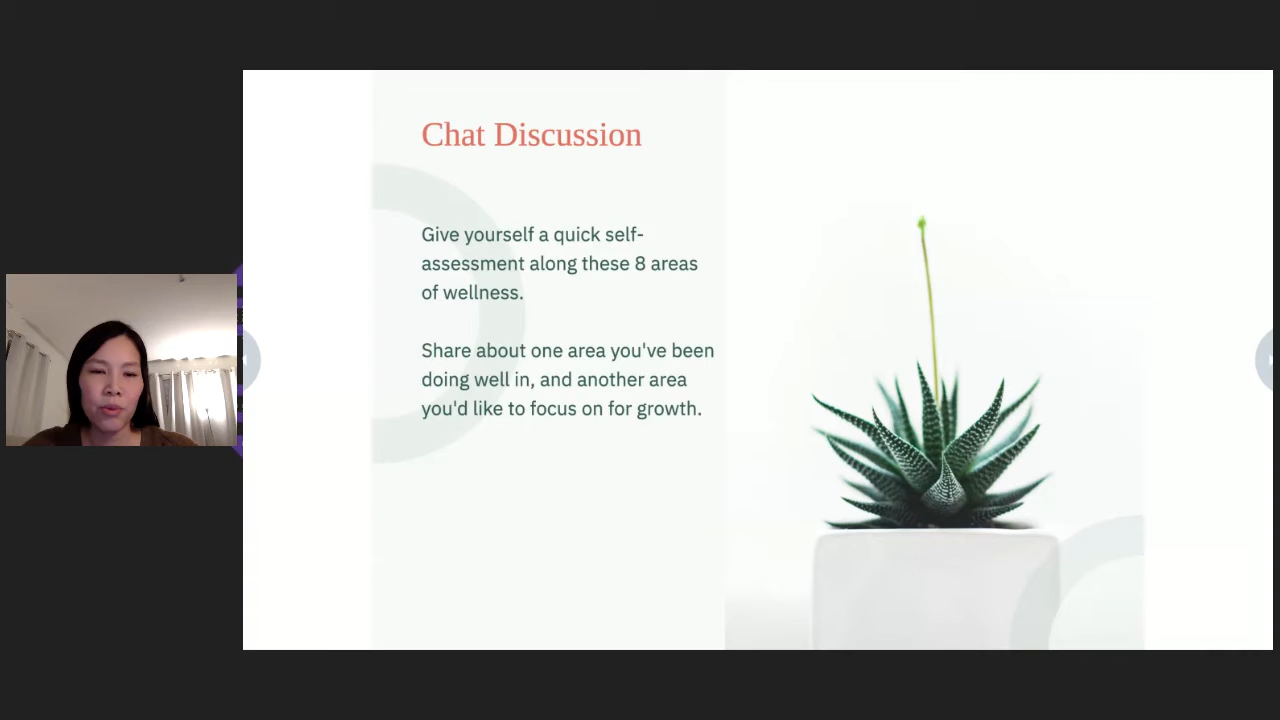 Chat Discussion
Give yourself a quick self-
assessment along these 8 areas
of wellness.
Share about one area you've been
doing well in, and another area
you'd like to focus on for growth.